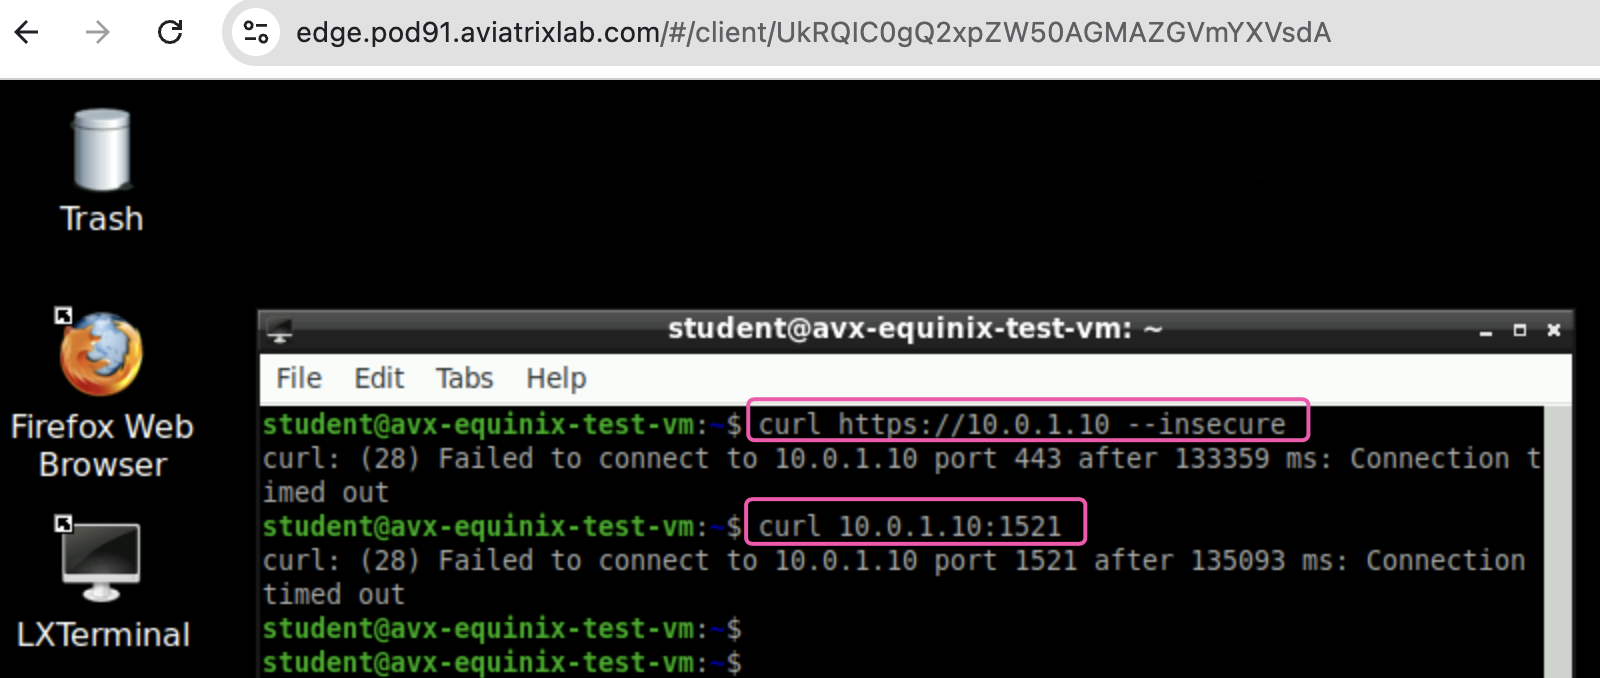 edge.pod91.aviatrixlab.com/#/client/UkRQIC0gQ2xpZW50AGMAZGVmYXVsdA
Trash
Firefox Web
Browser
LXTerminal
student@avx-equinix-test-vm: ~
File Edit Tabs Help
student@avx-equinix-test-vm:~$ curl https://10.0.1.10 --insecure
curl: (28) Failed to connect to 10.0.1.10 port 443 after 133359 ms: Connection t
imed out
student@avx-equinix-test-vm:~$ curl 10.0.1.10:1521
curl: (28) Failed to connect to 10.0.1.10 port 1521 after 135093 ms: Connection
timed out
student@avx-equinix-test-vm:~$
student@avx-equinix-test-vm:~$